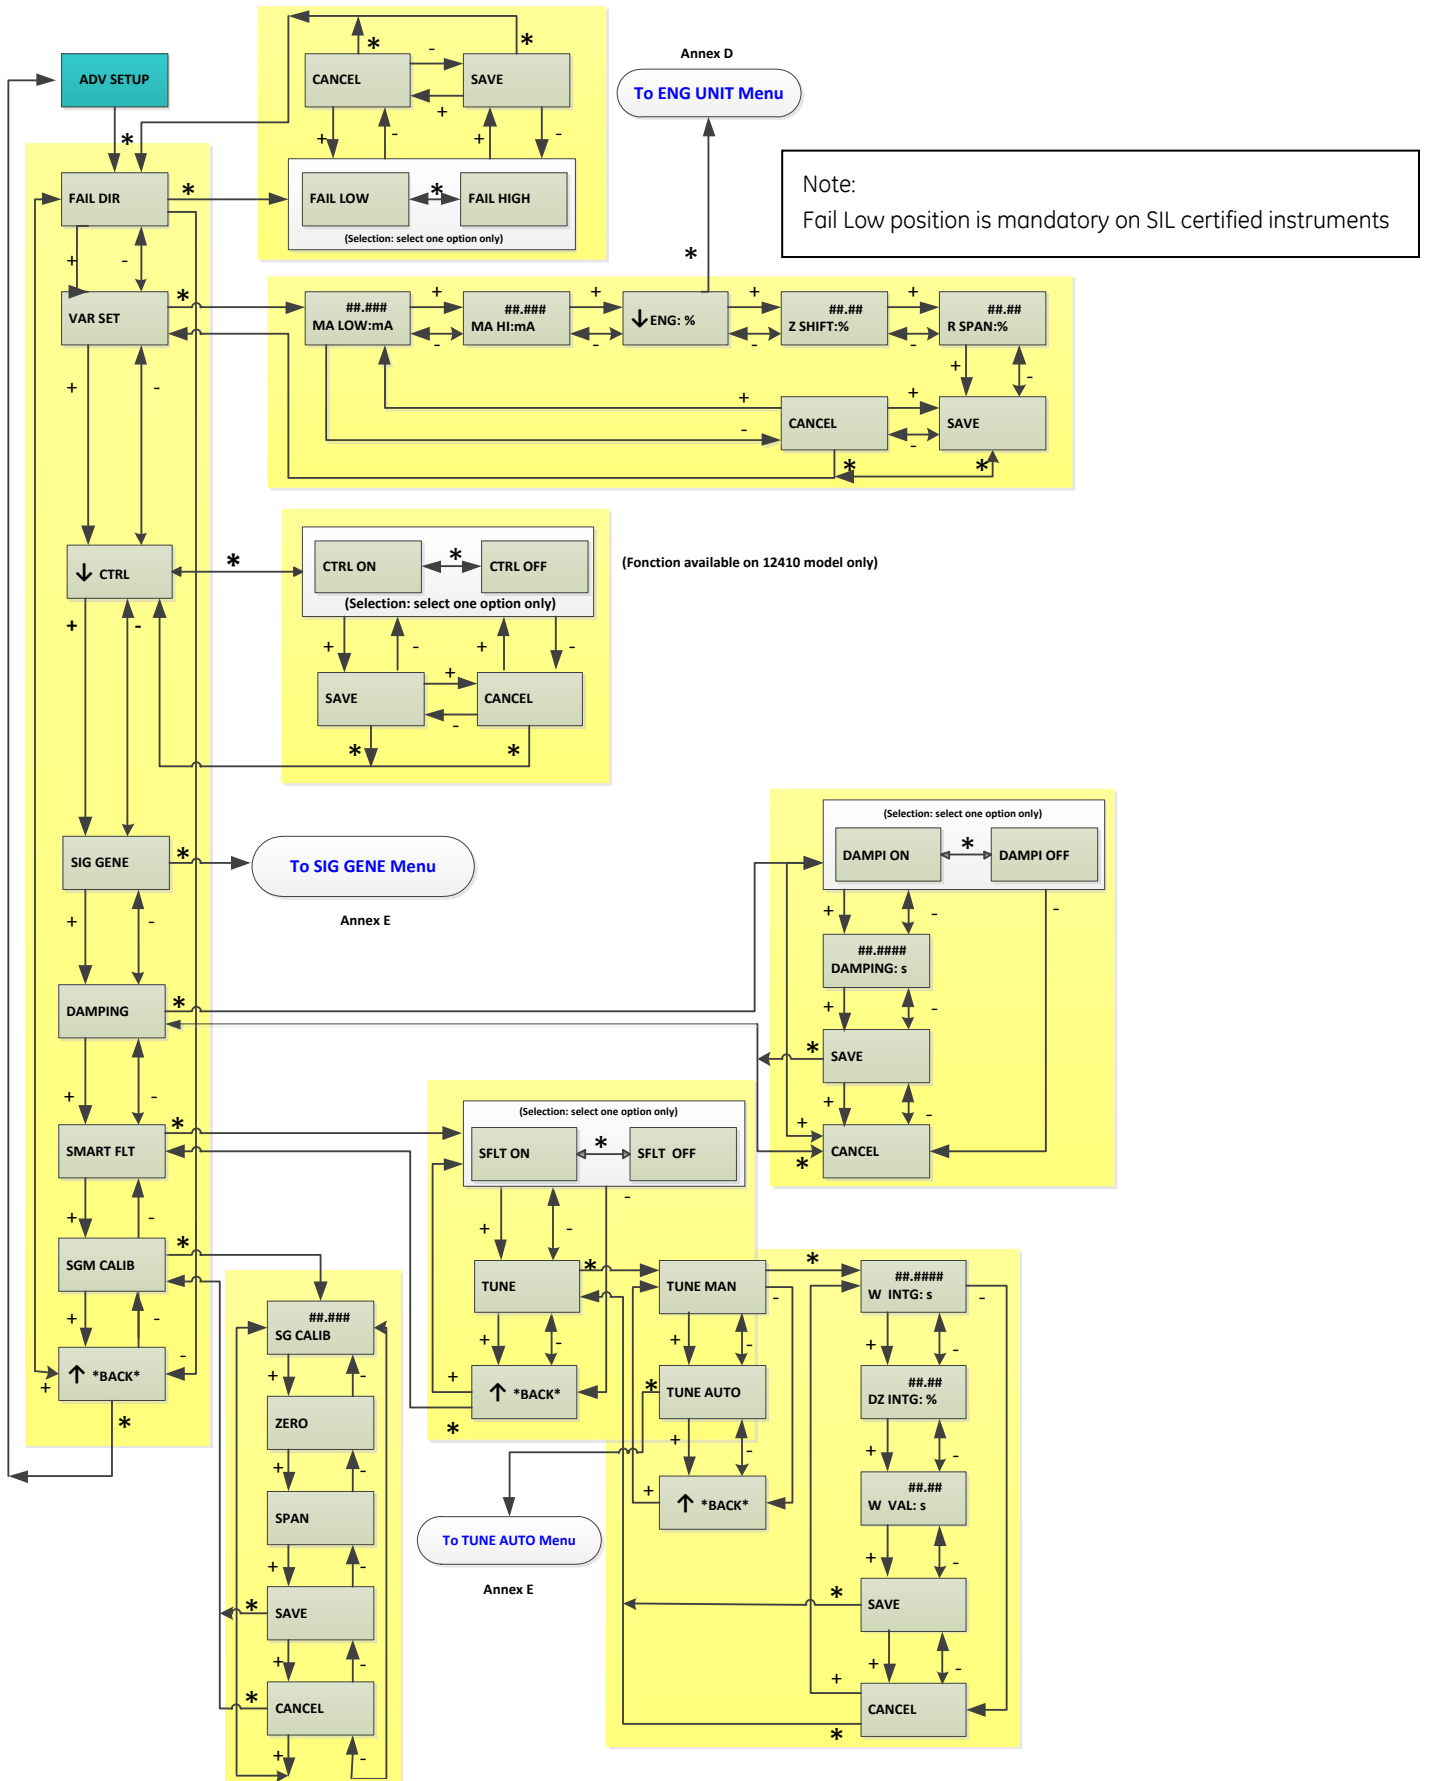 ADV SETUP
*
FAIL DIR
*
+
-
CANCEL
*
-
SAVE
*
+
+
-
+
-
FAIL LOW
*
FAIL HIGH
(Selection: select one option only)
Annex D
To ENG UNIT Menu
*
Note:
Fail Low position is mandatory on SIL certified instruments
VAR SET
*
+
-
##.###
MA LOW:mA
+
-
##.###
MA HI:mA
+
-
↓ ENG: %
+
-
##.##
Z SHIFT:%
+
-
##.##
R SPAN:%
+
-
+
-
CANCEL
+
-
SAVE
*
*
↓ CTRL
*
+
-
CTRL ON
*
CTRL OFF
(Selection: select one option only)
(Fonction available on 12410 model only)
+
-
+
-
SAVE
+
-
CANCEL
*
*
SIG GENE
*
To SIG GENE Menu
Annex E
+
-
DAMPING
*
+
-
(Selection: select one option only)
DAMPI ON
*
DAMPI OFF
+
-
-
##.####
DAMPING: s
+
-
*
SAVE
+
-
+
CANCEL
*
SMART FLT
*
+
-
(Selection: select one option only)
SFLT ON
*
SFLT  OFF
-
+
-
TUNE
*
+
-
+
↑ *BACK*
*
SGM CALIB
*
+
-
-
↑ *BACK*
+
*
TUNE MAN
*
-
+
-
*
TUNE AUTO
+
-
+
↑ *BACK*
To TUNE AUTO Menu
Annex E
##.####
W  INTG: s
-
+
-
##.##
DZ INTG: %
+
-
##.##
W  VAL: s
+
-
*
SAVE
+
-
+
CANCEL
*
##.###
SG CALIB
+
-
ZERO
+
-
SPAN
+
-
SAVE
*
+
-
CANCEL
*
+
-